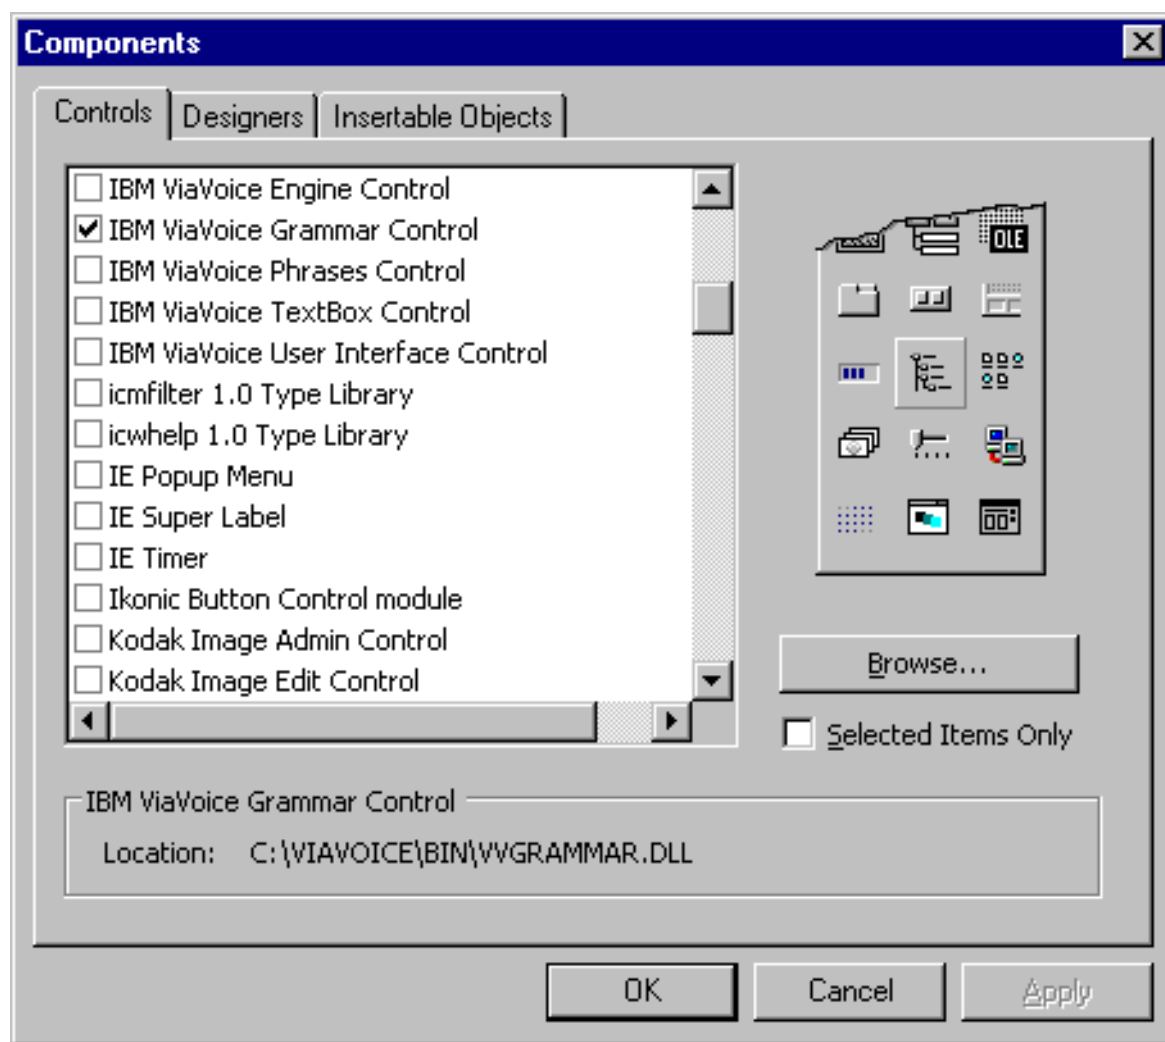 Components
Controls
Designers
Insertable Objects
IBM ViaVoice Engine Control
IBM ViaVoice Grammar Control
IBM ViaVoice Phrases Control
IBM ViaVoice TextBox Control
IBM ViaVoice User Interface Control
icmfilter 1.0 Type Library
icwhelp 1.0 Type Library
IE Popup Menu
IE Super Label
IE Timer
Ikonic Button Control module
Kodak Image Admin Control
Kodak Image Edit Control
OLE
Browse...
Selected Items Only
IBM ViaVoice Grammar Control
Location: C:\VIAVOICE\BIN\VVGRAMMAR.DLL
OK
Cancel
Apply